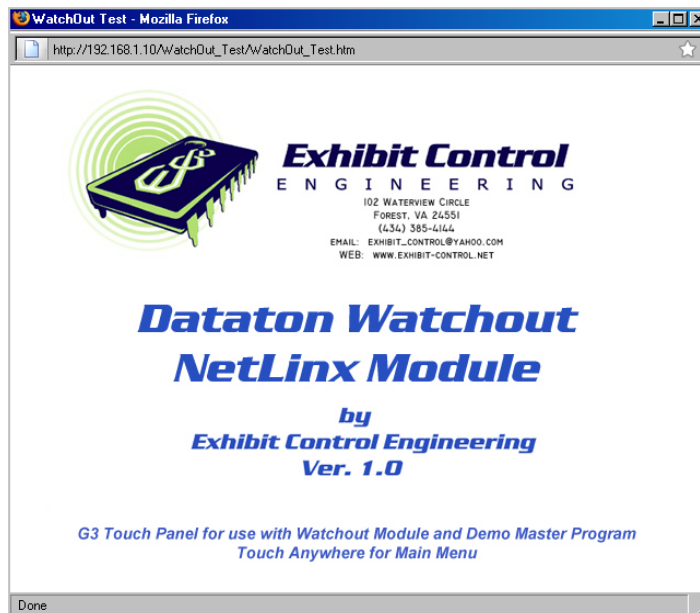 WatchOut Test - Mozilla Firefox
http://192.168.1.10/WatchOut_Test/WatchOut_Test.htm
Exhibit Control
ENGINEERING
102 WATERVIEW CIRCLE
FOREST, VA 24551
(434) 385-4144
EMAIL: EXHIBIT_CONTROL@YAHOO.COM
WEB: WWW.EXHIBIT-CONTROL.NET
Dataton Watchout
NetLinx Module
by
Exhibit Control Engineering
Ver. 1.0
G3 Touch Panel for use with Watchout Module and Demo Master Program
Touch Anywhere for Main Menu
Done